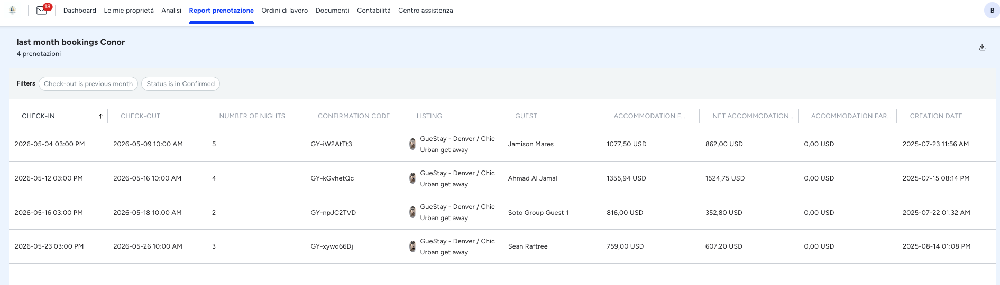 18
Dashboard Le mie proprietà Analisi Report prenotazione Ordini di lavoro Documenti Contabilità Centro assistenza B
last month bookings Conor
4 prenotazioni
Filters Check-out is previous month Status is in Confirmed
CHECK-IN ↑ CHECK-OUT NUMBER OF NIGHTS CONFIRMATION CODE LISTING GUEST ACCOMMODATION F... NET ACCOMMODATION... ACCOMMODATION FAR... CREATION DATE
2026-05-04 03:00 PM 2026-05-09 10:00 AM 5 GY-iW2AtTt3 GueStay - Denver / Chic Urban get away Jamison Mares 1077,50 USD 862,00 USD 0,00 USD 2025-07-23 11:56 AM
2026-05-12 03:00 PM 2026-05-16 10:00 AM 4 GY-kGvhetQc GueStay - Denver / Chic Urban get away Ahmad Al Jamal 1355,94 USD 1524,75 USD 0,00 USD 2025-07-15 08:14 PM
2026-05-16 03:00 PM 2026-05-18 10:00 AM 2 GY-npJC2TVD GueStay - Denver / Chic Urban get away Soto Group Guest 1 816,00 USD 352,80 USD 0,00 USD 2025-07-22 01:32 AM
2026-05-23 03:00 PM 2026-05-26 10:00 AM 3 GY-xywq66Dj GueStay - Denver / Chic Urban get away Sean Raftree 759,00 USD 607,20 USD 0,00 USD 2025-08-14 01:08 PM